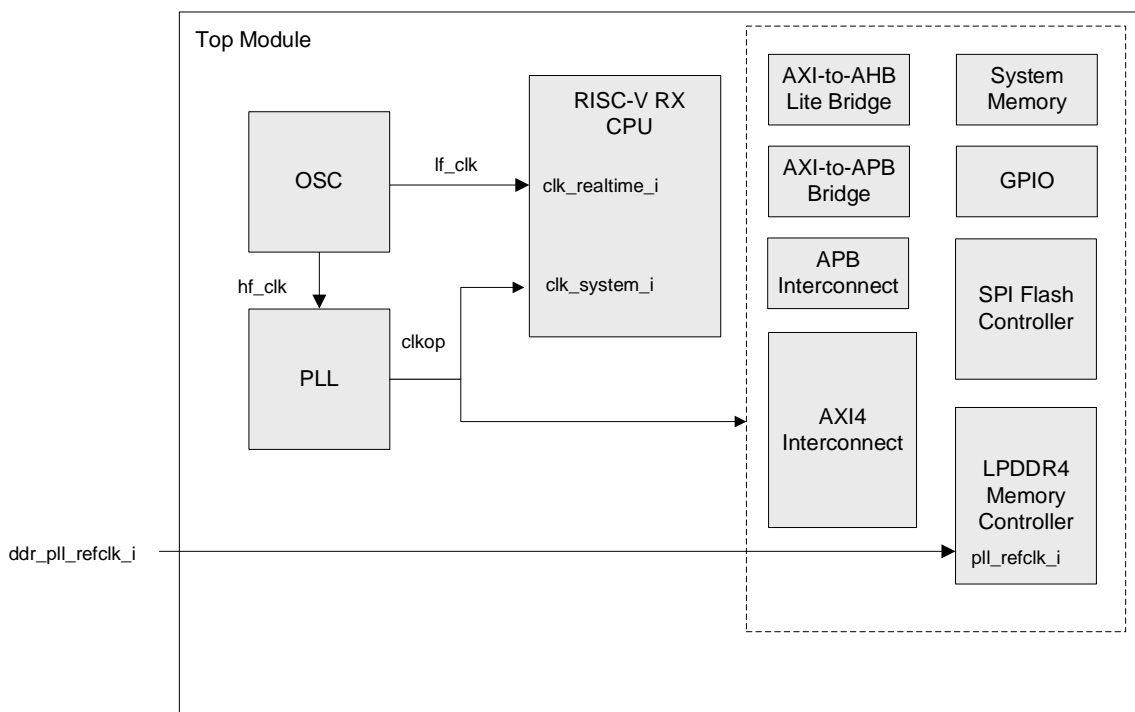 Top Module
OSC
lf_clk
hf_clk
PLL
clkop
RISC-V RX
CPU
clk_realtime_i
clk_system_i
AXI-to-AHB
Lite Bridge
System
Memory
AXI-to-APB
Bridge
GPIO
APB
Interconnect
SPI Flash
Controller
AXI4
Interconnect
LPDDR4
Memory
Controller
pll_refclk_i
ddr_pll_refclk_i